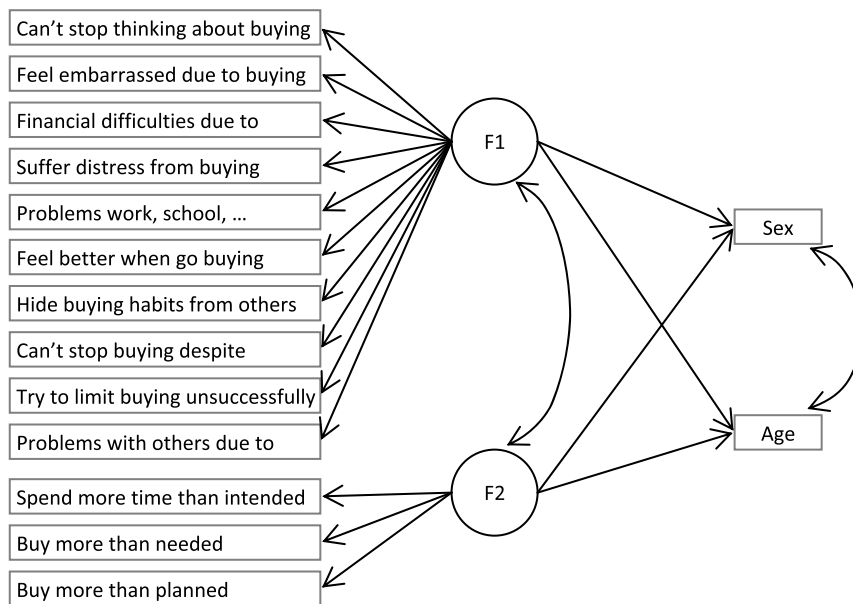 Can’t stop thinking about buying
Feel embarrassed due to buying
Financial difficulties due to
Suffer distress from buying
Problems work, school, ...
Feel better when go buying
Hide buying habits from others
Can’t stop buying despite
Try to limit buying unsuccessfully
Problems with others due to
Spend more time than intended
Buy more than needed
Buy more than planned
F1
F2
Sex
Age